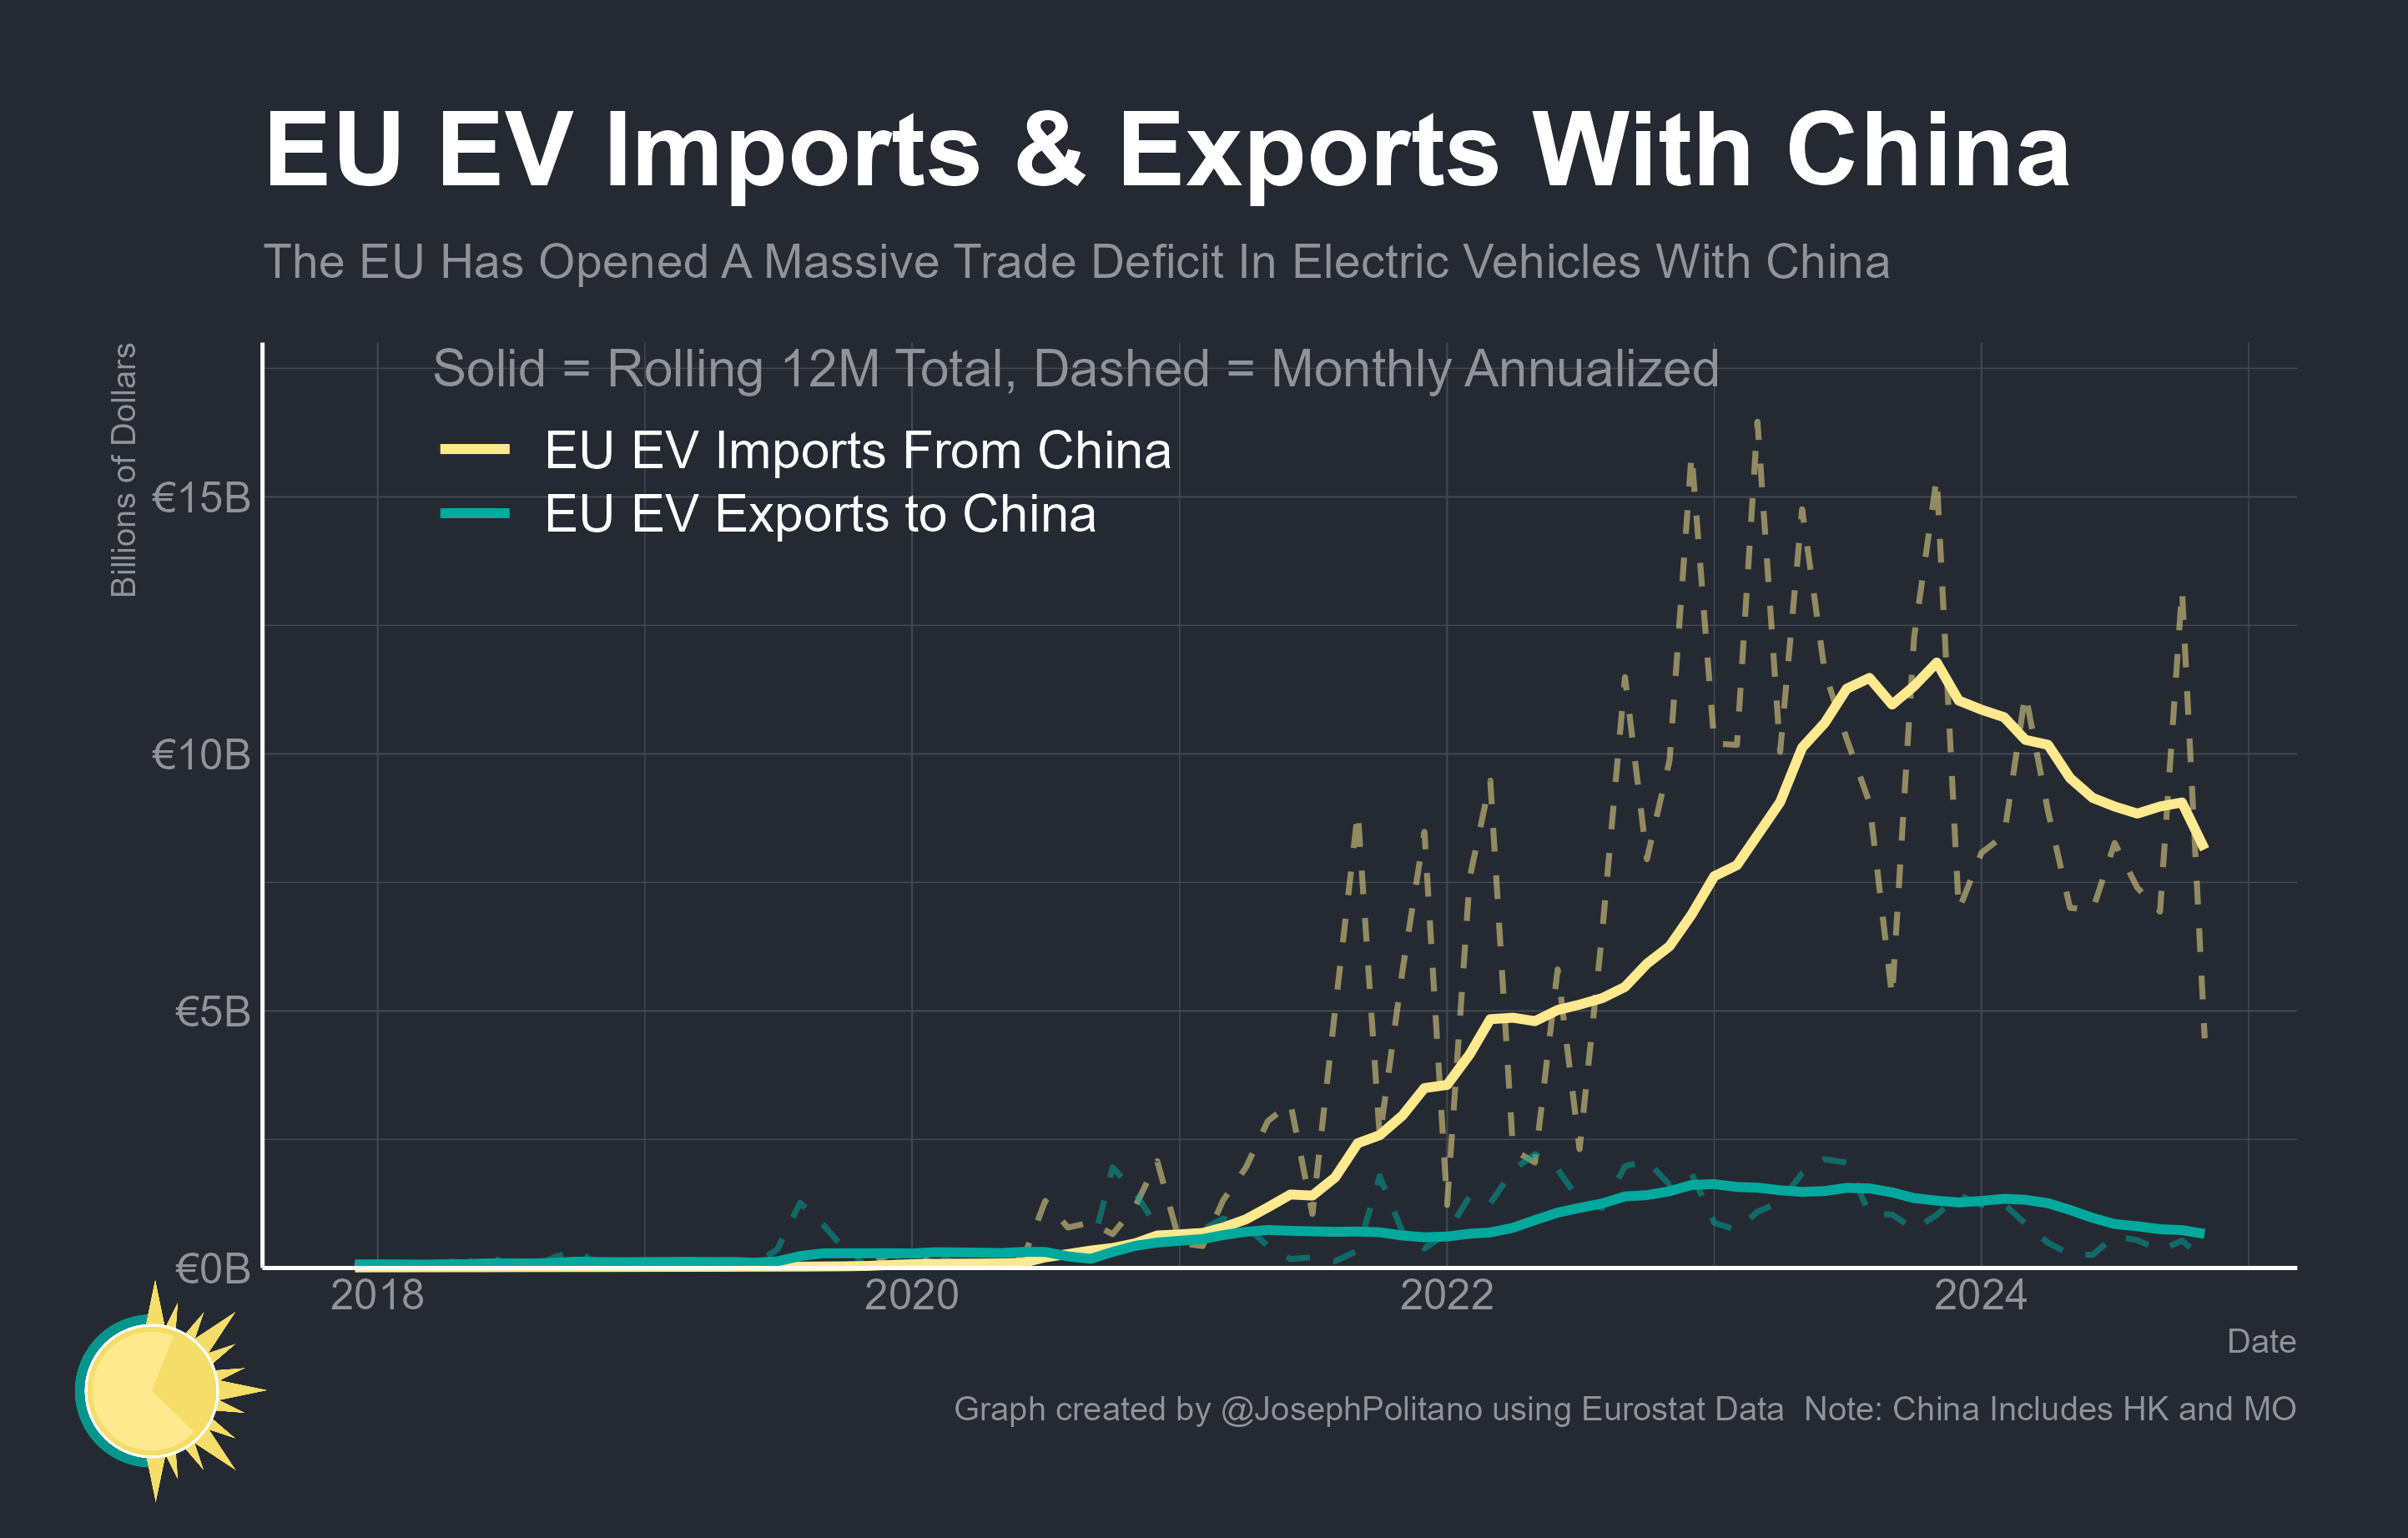 EU EV Imports & Exports With China
The EU Has Opened A Massive Trade Deficit In Electric Vehicles With China
Billions of Dollars
Solid = Rolling 12M Total, Dashed = Monthly Annualized
EU EV Imports From China
EU EV Exports to China
€15B
€10B
€5B
€0B
2018 2020 2022 2024
Date
Graph created by @JosephPolitano using Eurostat Data  Note: China Includes HK and MO